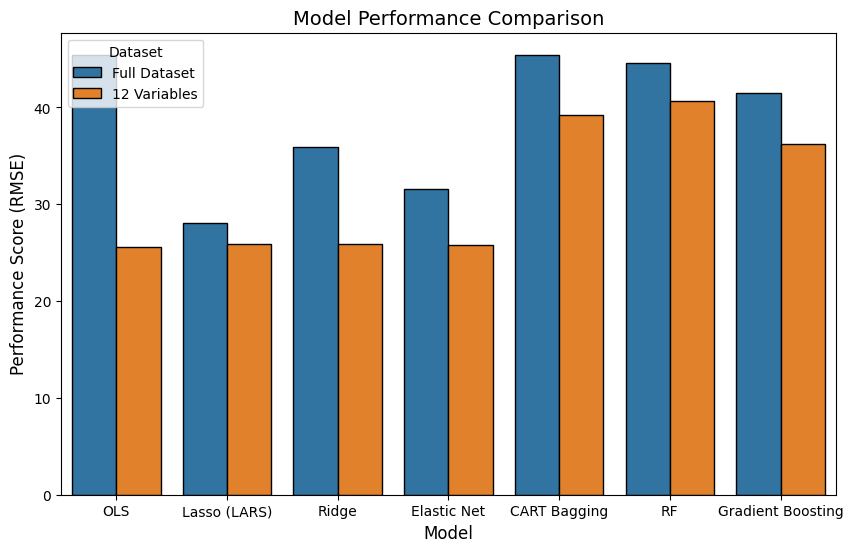 Model Performance Comparison
Dataset
Full Dataset
12 Variables
Performance Score (RMSE)
40
30
20
10
0
OLS
Lasso (LARS)
Ridge
Elastic Net
CART Bagging
RF
Gradient Boosting
Model